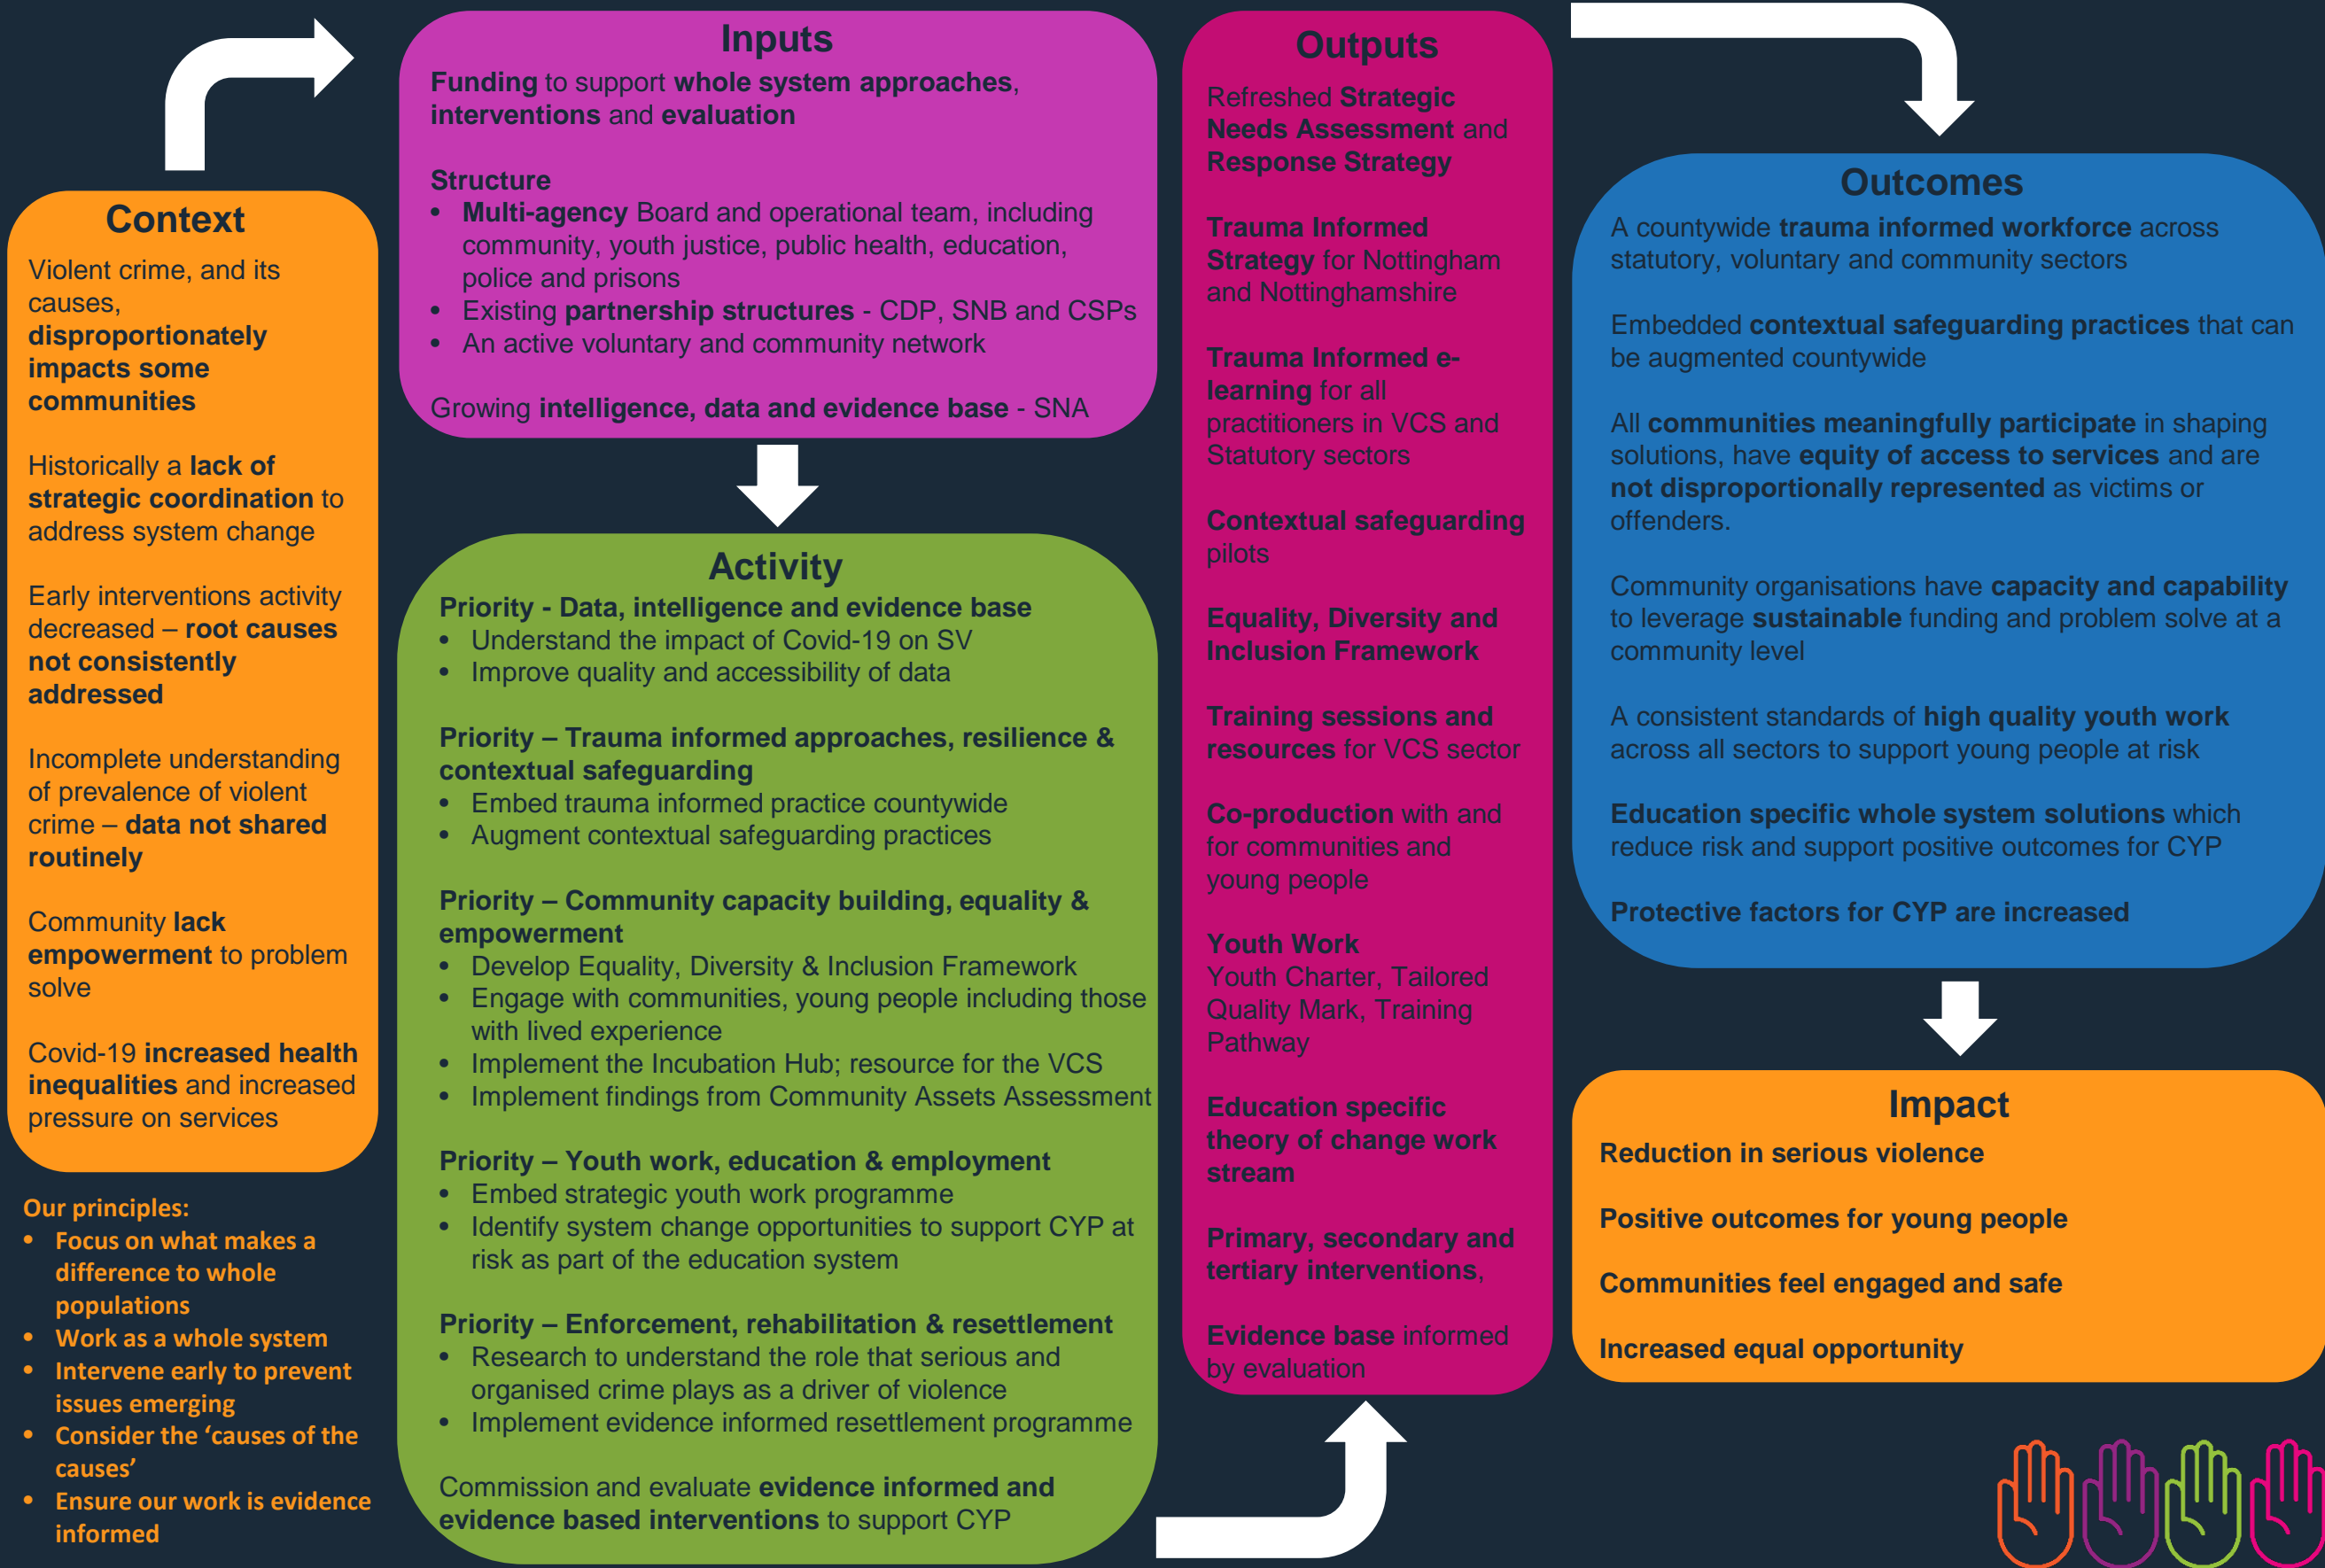 Context
Violent crime, and its
causes,
disproportionately
impacts some
communities
Historically a lack of
strategic coordination to
address system change
Early interventions activity
decreased – root causes
not consistently
addressed
Incomplete understanding
of prevalence of violent
crime – data not shared
routinely
Community lack
empowerment to problem
solve
Covid-19 increased health
inequalities and increased
pressure on services
Our principles:
• Focus on what makes a
difference to whole
populations
• Work as a whole system
• Intervene early to prevent
issues emerging
• Consider the ‘causes of the
causes’
• Ensure our work is evidence
informed
Inputs
Funding to support whole system approaches,
interventions and evaluation
Structure
• Multi-agency Board and operational team, including
community, youth justice, public health, education,
police and prisons
• Existing partnership structures - CDP, SNB and CSPs
• An active voluntary and community network
Growing intelligence, data and evidence base - SNA
Activity
Priority - Data, intelligence and evidence base
• Understand the impact of Covid-19 on SV
• Improve quality and accessibility of data
Priority – Trauma informed approaches, resilience &
contextual safeguarding
• Embed trauma informed practice countywide
• Augment contextual safeguarding practices
Priority – Community capacity building, equality &
empowerment
• Develop Equality, Diversity & Inclusion Framework
• Engage with communities, young people including those
with lived experience
• Implement the Incubation Hub; resource for the VCS
• Implement findings from Community Assets Assessment
Priority – Youth work, education & employment
• Embed strategic youth work programme
• Identify system change opportunities to support CYP at
risk as part of the education system
Priority – Enforcement, rehabilitation & resettlement
• Research to understand the role that serious and
organised crime plays as a driver of violence
• Implement evidence informed resettlement programme
Commission and evaluate evidence informed and
evidence based interventions to support CYP
Outputs
Refreshed Strategic
Needs Assessment and
Response Strategy
Trauma Informed
Strategy for Nottingham
and Nottinghamshire
Trauma Informed e-
learning for all
practitioners in VCS and
Statutory sectors
Contextual safeguarding
pilots
Equality, Diversity and
Inclusion Framework
Training sessions and
resources for VCS sector
Co-production with and
for communities and
young people
Youth Work
Youth Charter, Tailored
Quality Mark, Training
Pathway
Education specific
theory of change work
stream
Primary, secondary and
tertiary interventions,
Evidence base informed
by evaluation
Outcomes
A countywide trauma informed workforce across
statutory, voluntary and community sectors
Embedded contextual safeguarding practices that can
be augmented countywide
All communities meaningfully participate in shaping
solutions, have equity of access to services and are
not disproportionally represented as victims or
offenders.
Community organisations have capacity and capability
to leverage sustainable funding and problem solve at a
community level
A consistent standards of high quality youth work
across all sectors to support young people at risk
Education specific whole system solutions which
reduce risk and support positive outcomes for CYP
Protective factors for CYP are increased
Impact
Reduction in serious violence
Positive outcomes for young people
Communities feel engaged and safe
Increased equal opportunity